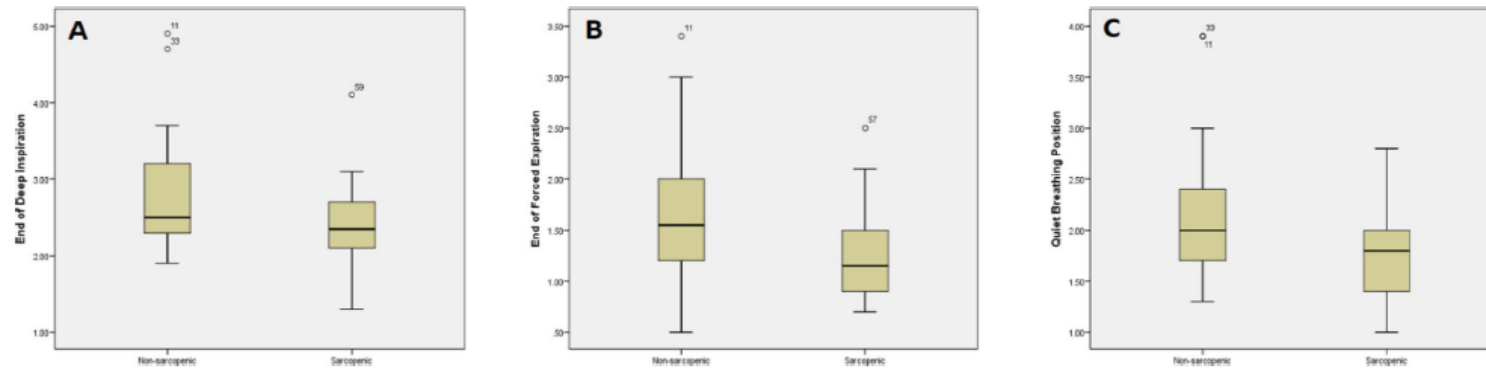 A
End of Deep Inspiration
5.00
4.00
3.00
2.00
1.00
11
33
59
Non-sarcopenic
Sarcopenic
B
End of Forced Expiration
3.50
3.00
2.50
2.00
1.50
1.00
.50
11
57
Non-sarcopenic
Sarcopenic
C
Quiet Breathing Position
4.00
3.50
3.00
2.50
2.00
1.50
1.00
33
11
Non-sarcopenic
Sarcopenic